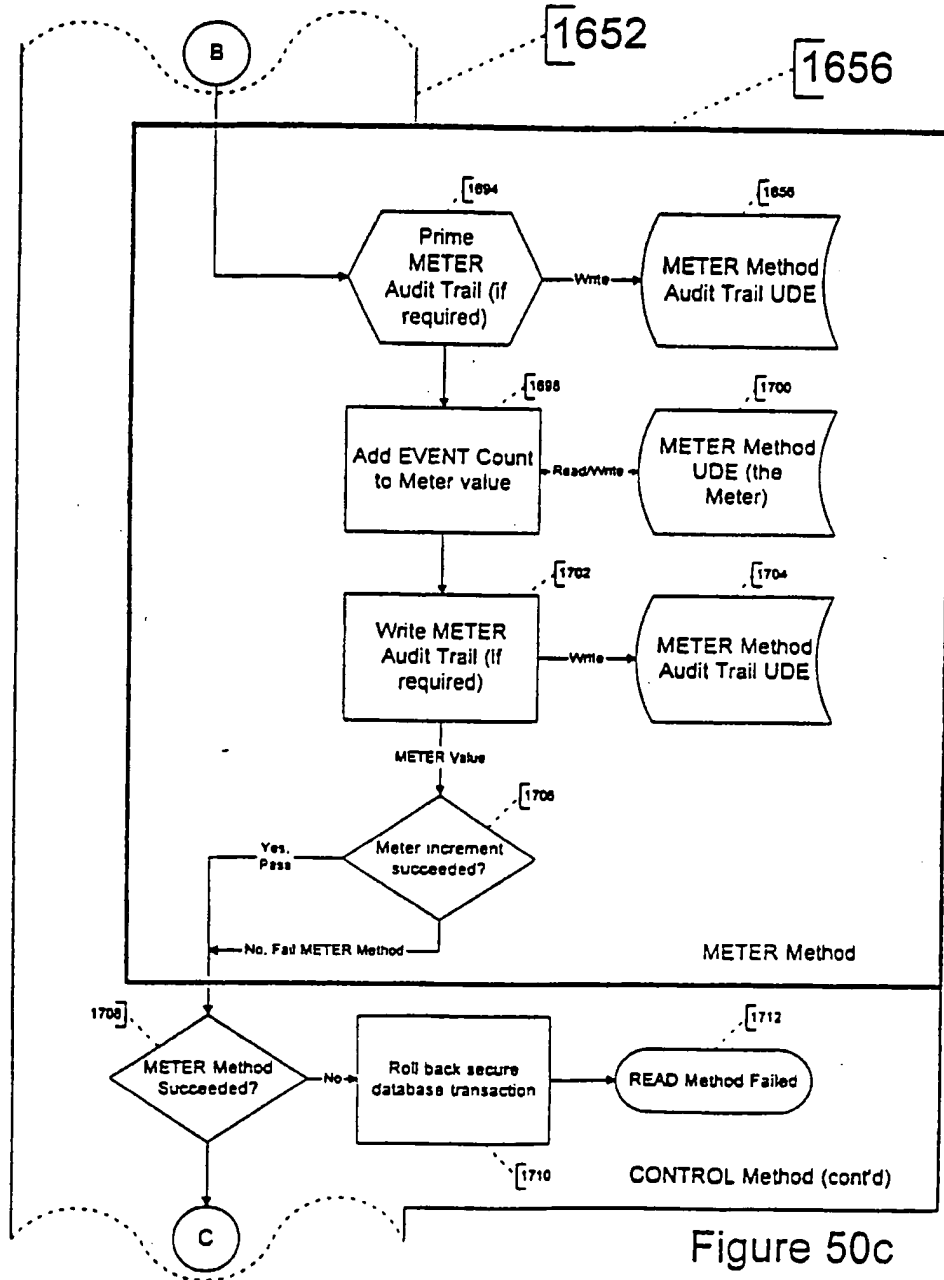 B
1652
1656
1694
Prime
METER
Audit Trail (if
required)
Write
1656
METER Method
Audit Trail UDE
1698
Add EVENT Count
to Meter value
Read/Write
1700
METER Method
UDE (the
Meter)
1702
Write METER
Audit Trail (if
required)
Write
1704
METER Method
Audit Trail UDE
METER Value
1706
Meter increment
succeeded?
Yes,
Pass
No, Fail METER Method
METER Method
1708
METER Method
Succeeded?
No
Roll back secure
database transaction
1710
1712
READ Method Failed
CONTROL Method (cont'd)
C
Figure 50c